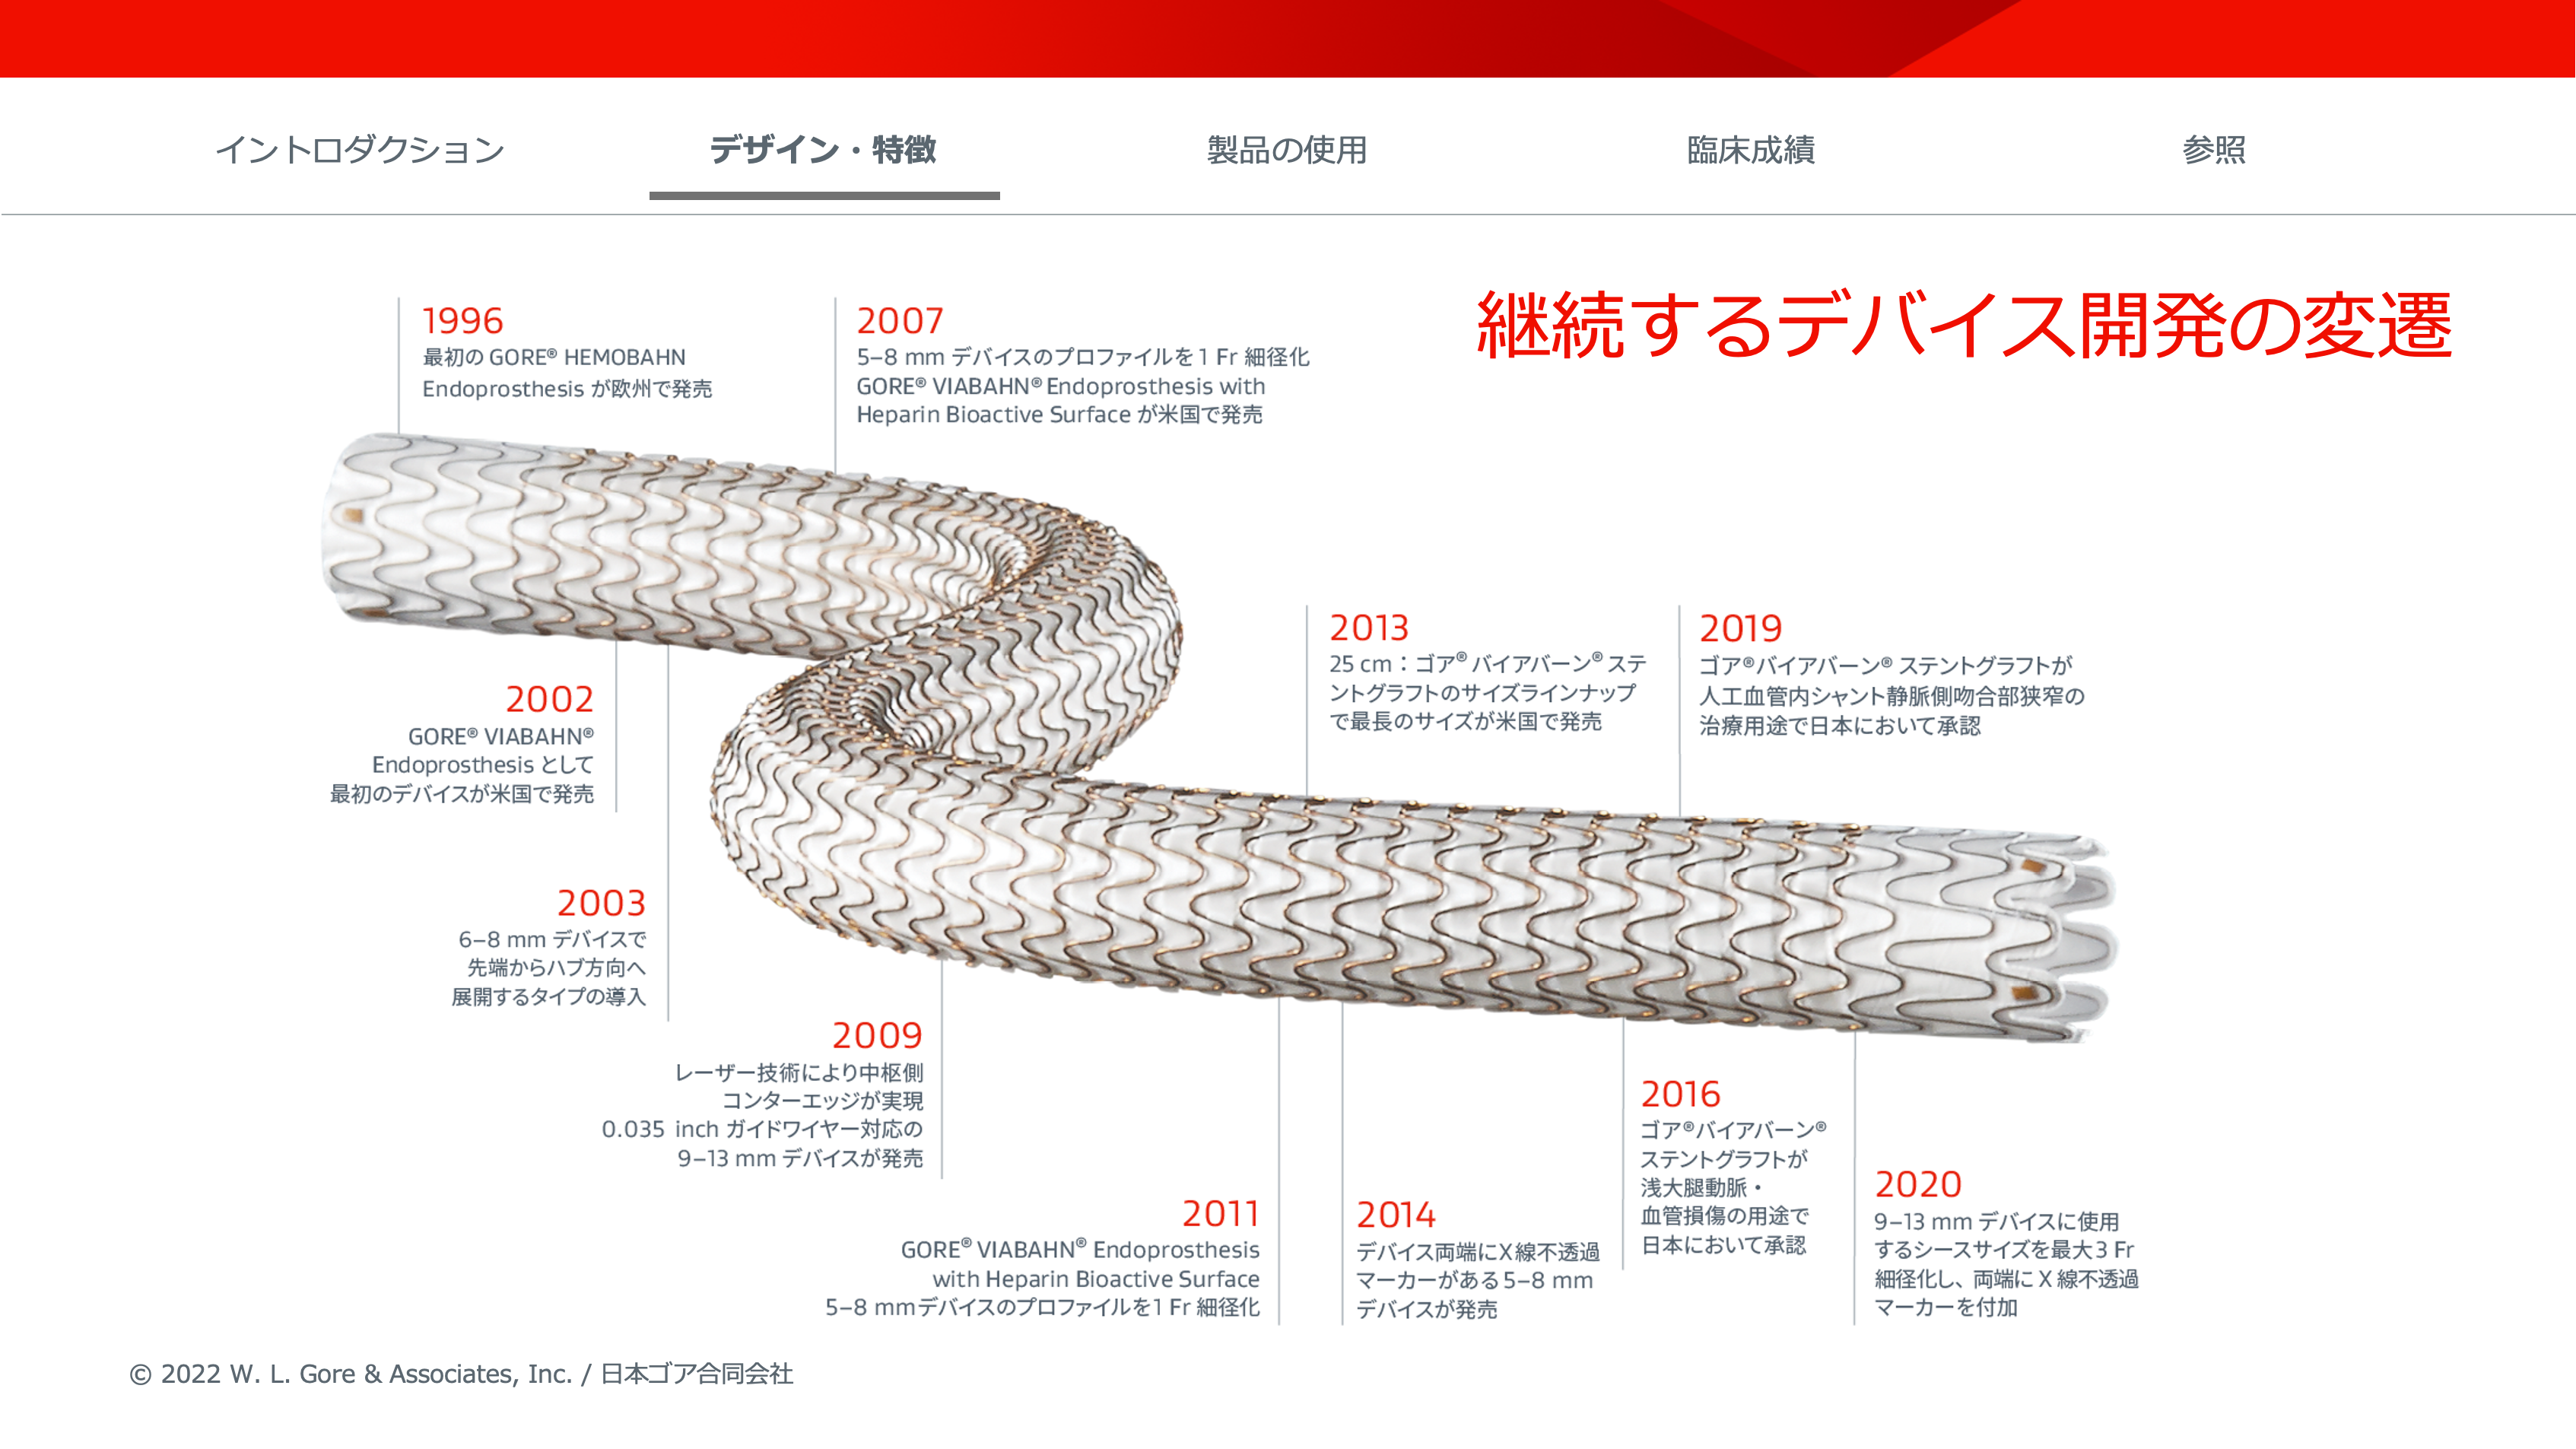 イントロダクション
デザイン・特徴
製品の使用
臨床成績
参照
継続するデバイス開発の変遷
1996
最初の GORE® HEMOBAHN
Endoprosthesis が欧州で発売
2007
5–8 mm デバイスのプロファイルを 1 Fr 細径化
GORE® VIABAHN® Endoprosthesis with
Heparin Bioactive Surface が米国で発売
2002
GORE® VIABAHN®
Endoprosthesis として
最初のデバイスが米国で発売
2003
6–8 mm デバイスで
先端からハブ方向へ
展開するタイプの導入
2009
レーザー技術により中枢側
コンターエッジが実現
0.035 inch ガイドワイヤー対応の
9–13 mm デバイスが発売
2011
GORE® VIABAHN® Endoprosthesis
with Heparin Bioactive Surface
5–8 mmデバイスのプロファイルを1 Fr 細径化
2013
25 cm：ゴア® バイアバーン® ステ
ントグラフトのサイズラインナップ
で最長のサイズが米国で発売
2014
デバイス両端にX線不透過
マーカーがある5–8 mm
デバイスが発売
2016
ゴア®バイアバーン®
ステントグラフトが
浅大腿動脈・
血管損傷の用途で
日本において承認
2019
ゴア®バイアバーン® ステントグラフトが
人工血管内シャント静脈側吻合部狭窄の
治療用途で日本において承認
2020
9–13 mm デバイスに使用
するシースサイズを最大3 Fr
細径化し、両端に X 線不透過
マーカーを付加
© 2022 W. L. Gore & Associates, Inc. / 日本ゴア合同会社